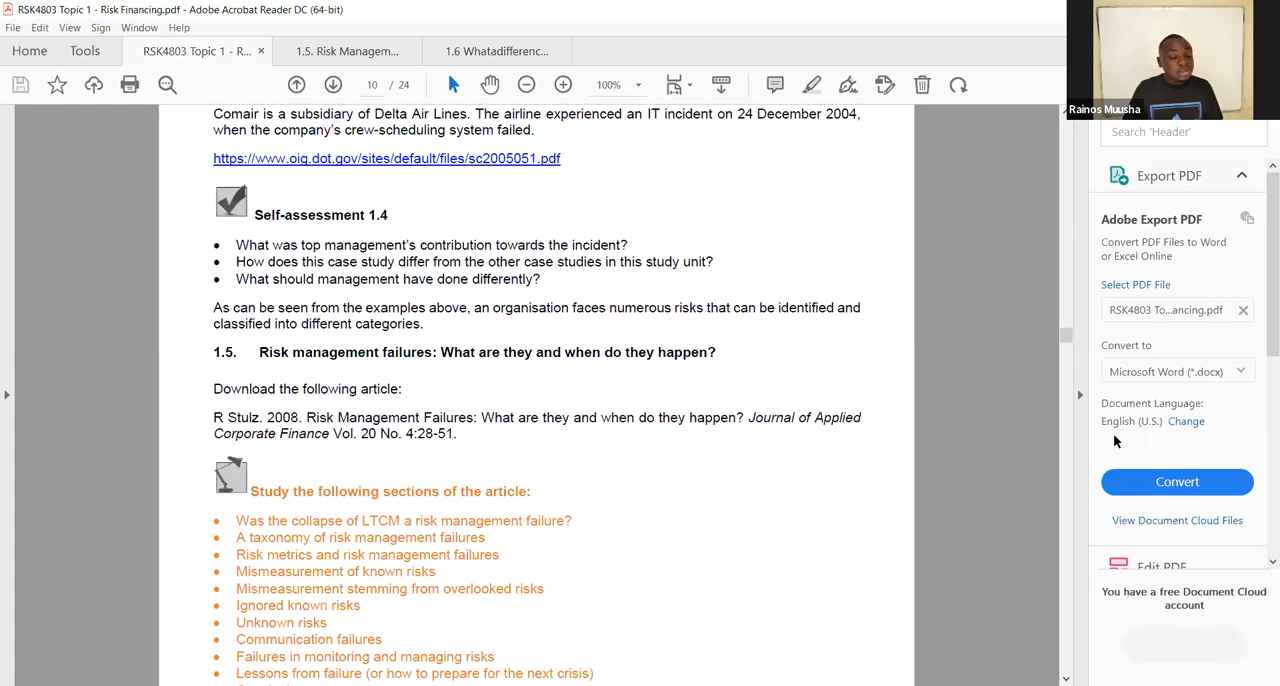 RSK4803 Topic 1 - Risk Financing.pdf - Adobe Acrobat Reader DC (64-bit)
File Edit View Sign Window Help
Home Tools RSK4803 Topic 1 - R... × 1.5. Risk Managem... 1.6 Whatadifferenc...
10 / 24 100%
Rainos Muusha
Comair is a subsidiary of Delta Air Lines. The airline experienced an IT incident on 24 December 2004,
when the company's crew-scheduling system failed.
https://www.oig.dot.gov/sites/default/files/sc2005051.pdf
Self-assessment 1.4
• What was top management's contribution towards the incident?
• How does this case study differ from the other case studies in this study unit?
• What should management have done differently?
As can be seen from the examples above, an organisation faces numerous risks that can be identified and
classified into different categories.
1.5. Risk management failures: What are they and when do they happen?
Download the following article:
R Stulz. 2008. Risk Management Failures: What are they and when do they happen? Journal of Applied
Corporate Finance Vol. 20 No. 4:28-51.
Study the following sections of the article:
• Was the collapse of LTCM a risk management failure?
• A taxonomy of risk management failures
• Risk metrics and risk management failures
• Mismeasurement of known risks
• Mismeasurement stemming from overlooked risks
• Ignored known risks
• Unknown risks
• Communication failures
• Failures in monitoring and managing risks
• Lessons from failure (or how to prepare for the next crisis)
Search 'Header'
Export PDF
Adobe Export PDF
Convert PDF Files to Word
or Excel Online
Select PDF File
RSK4803 To...ancing.pdf
Convert to
Microsoft Word (*.docx)
Document Language:
English (U.S.) Change
Convert
View Document Cloud Files
Edit PDF
You have a free Document Cloud
account